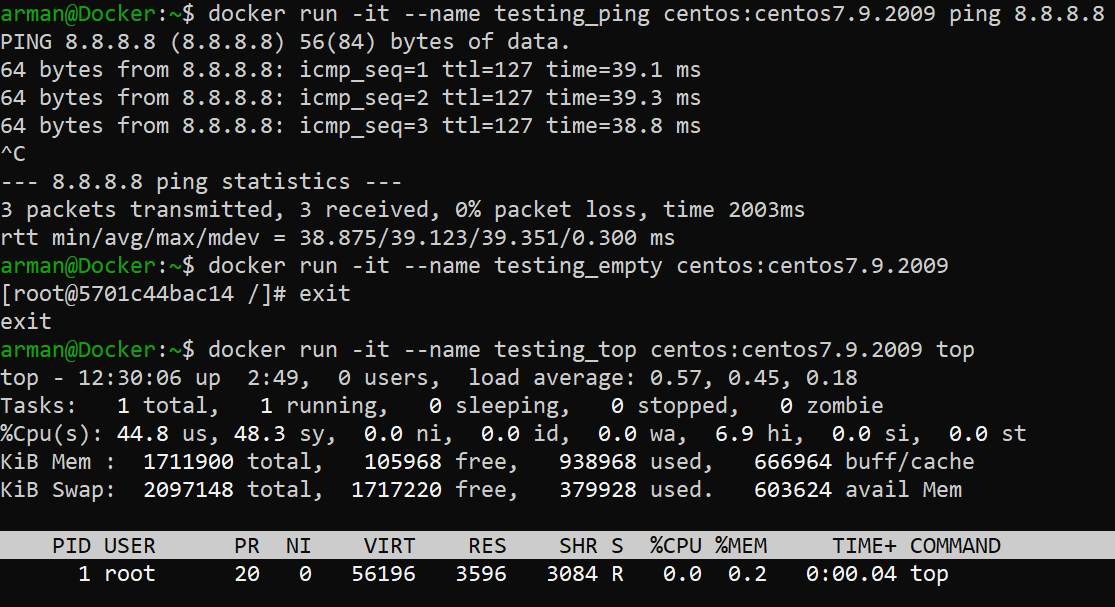 arman@Docker:~$ docker run -it --name testing_ping centos:centos7.9.2009 ping 8.8.8.8
PING 8.8.8.8 (8.8.8.8) 56(84) bytes of data.
64 bytes from 8.8.8.8: icmp_seq=1 ttl=127 time=39.1 ms
64 bytes from 8.8.8.8: icmp_seq=2 ttl=127 time=39.3 ms
64 bytes from 8.8.8.8: icmp_seq=3 ttl=127 time=38.8 ms
^C
--- 8.8.8.8 ping statistics ---
3 packets transmitted, 3 received, 0% packet loss, time 2003ms
rtt min/avg/max/mdev = 38.875/39.123/39.351/0.300 ms
arman@Docker:~$ docker run -it --name testing_empty centos:centos7.9.2009
[root@5701c44bac14 /]# exit
exit
arman@Docker:~$ docker run -it --name testing_top centos:centos7.9.2009 top
top - 12:30:06 up  2:49,  0 users,  load average: 0.57, 0.45, 0.18
Tasks:   1 total,   1 running,   0 sleeping,   0 stopped,   0 zombie
%Cpu(s): 44.8 us, 48.3 sy,  0.0 ni,  0.0 id,  0.0 wa,  6.9 hi,  0.0 si,  0.0 st
KiB Mem :  1711900 total,   105968 free,   938968 used,   666964 buff/cache
KiB Swap:  2097148 total,  1717220 free,   379928 used.   603624 avail Mem
PID USER      PR  NI    VIRT    RES    SHR S  %CPU %MEM     TIME+ COMMAND
1 root      20   0   56196   3596   3084 R   0.0  0.2   0:00.04 top